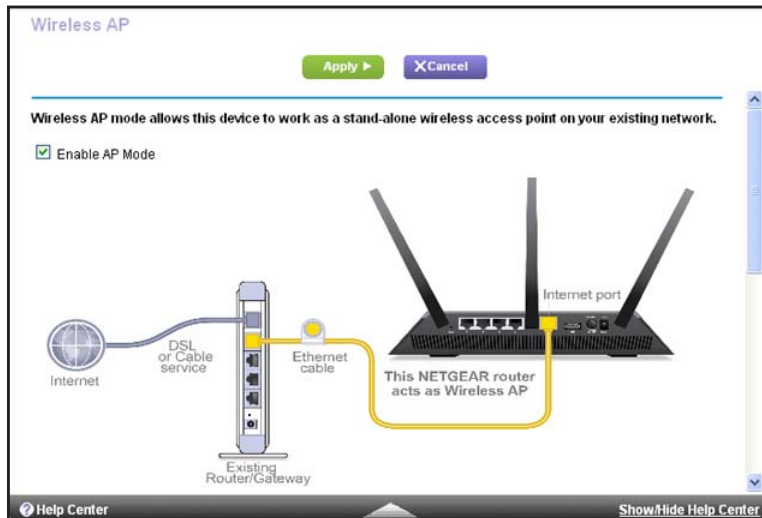 Wireless AP
Apply
Cancel
Wireless AP mode allows this device to work as a stand-alone wireless access point on your existing network.
Enable AP Mode
Internet port
DSL
or Cable
service
Ethernet
cable
Internet
This NETGEAR router
acts as Wireless AP
Existing
Router/Gateway
Help Center
Show/Hide Help Center